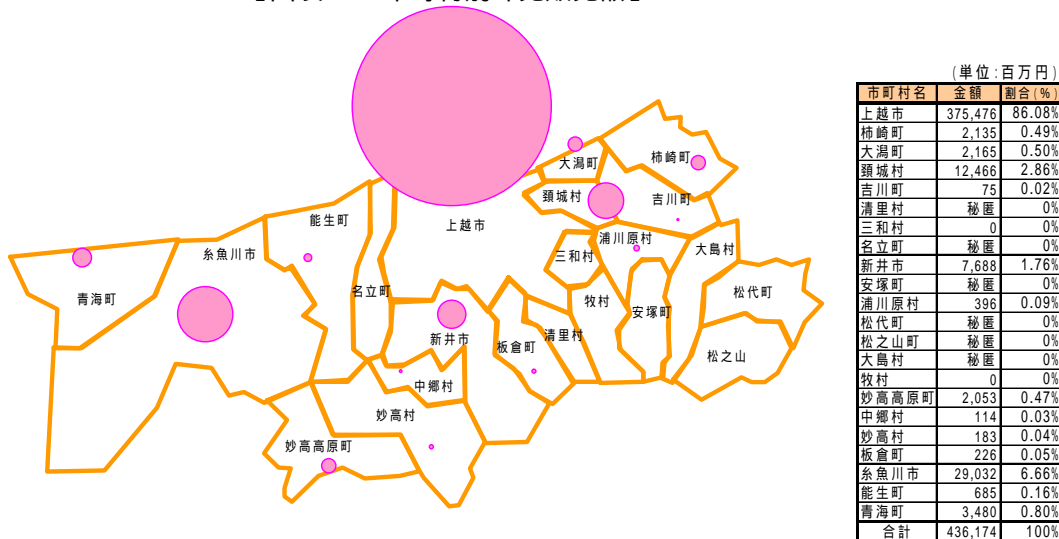 大潟町
柿崎町
頸城村
吉川町
能生町
上越市
糸魚川市
浦川原村
三和村
大島村
青海町
名立町
牧村
安塚町
松代町
新井市
板倉町
清里村
松之山
中郷村
妙高村
妙高高原町
(単位:百万円)
市町村名 金額 割合(%)
上越市 375,476 86.08%
柿崎町 2,135 0.49%
大潟町 2,165 0.50%
頸城村 12,466 2.86%
吉川町 75 0.02%
清里村 秘匿 0%
三和村 0 0%
名立町 秘匿 0%
新井市 7,688 1.76%
安塚町 秘匿 0%
浦川原村 396 0.09%
松代町 秘匿 0%
松之山町 秘匿 0%
大島村 秘匿 0%
牧村 0 0%
妙高高原町 2,053 0.47%
中郷村 114 0.03%
妙高村 183 0.04%
板倉町 226 0.05%
糸魚川市 29,032 6.66%
能生町 685 0.16%
青海町 3,480 0.80%
合計 436,174 100%